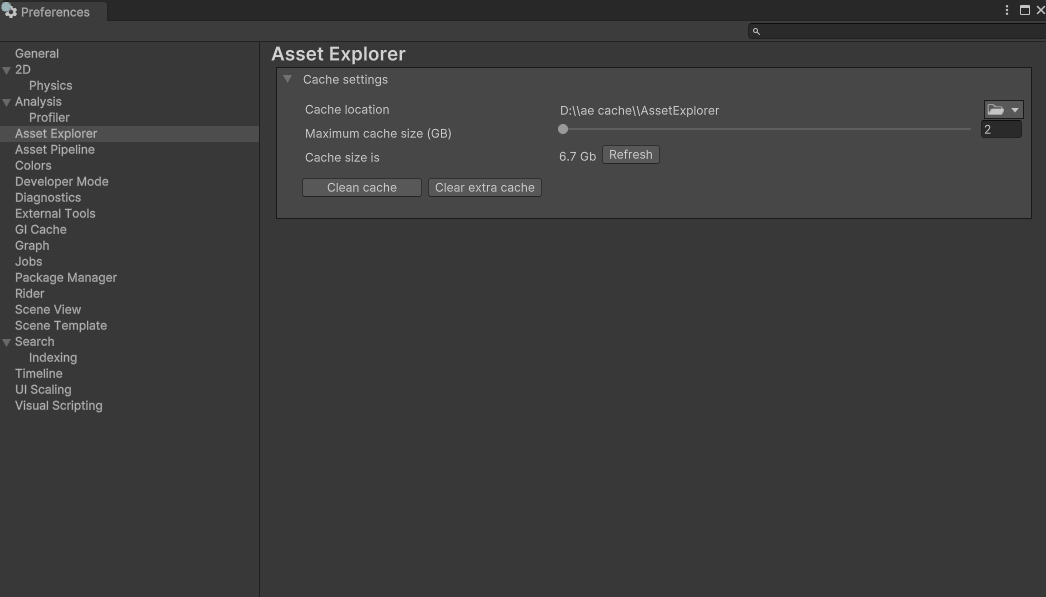 Preferences
General
2D
Physics
Analysis
Profiler
Asset Explorer
Asset Pipeline
Colors
Developer Mode
Diagnostics
External Tools
GI Cache
Graph
Jobs
Package Manager
Rider
Scene View
Scene Template
Search
Indexing
Timeline
UI Scaling
Visual Scripting
Asset Explorer
Cache settings
Cache location D:\\ae cache\\AssetExplorer
Maximum cache size (GB) 2
Cache size is 6.7 Gb Refresh
Clean cache Clear extra cache